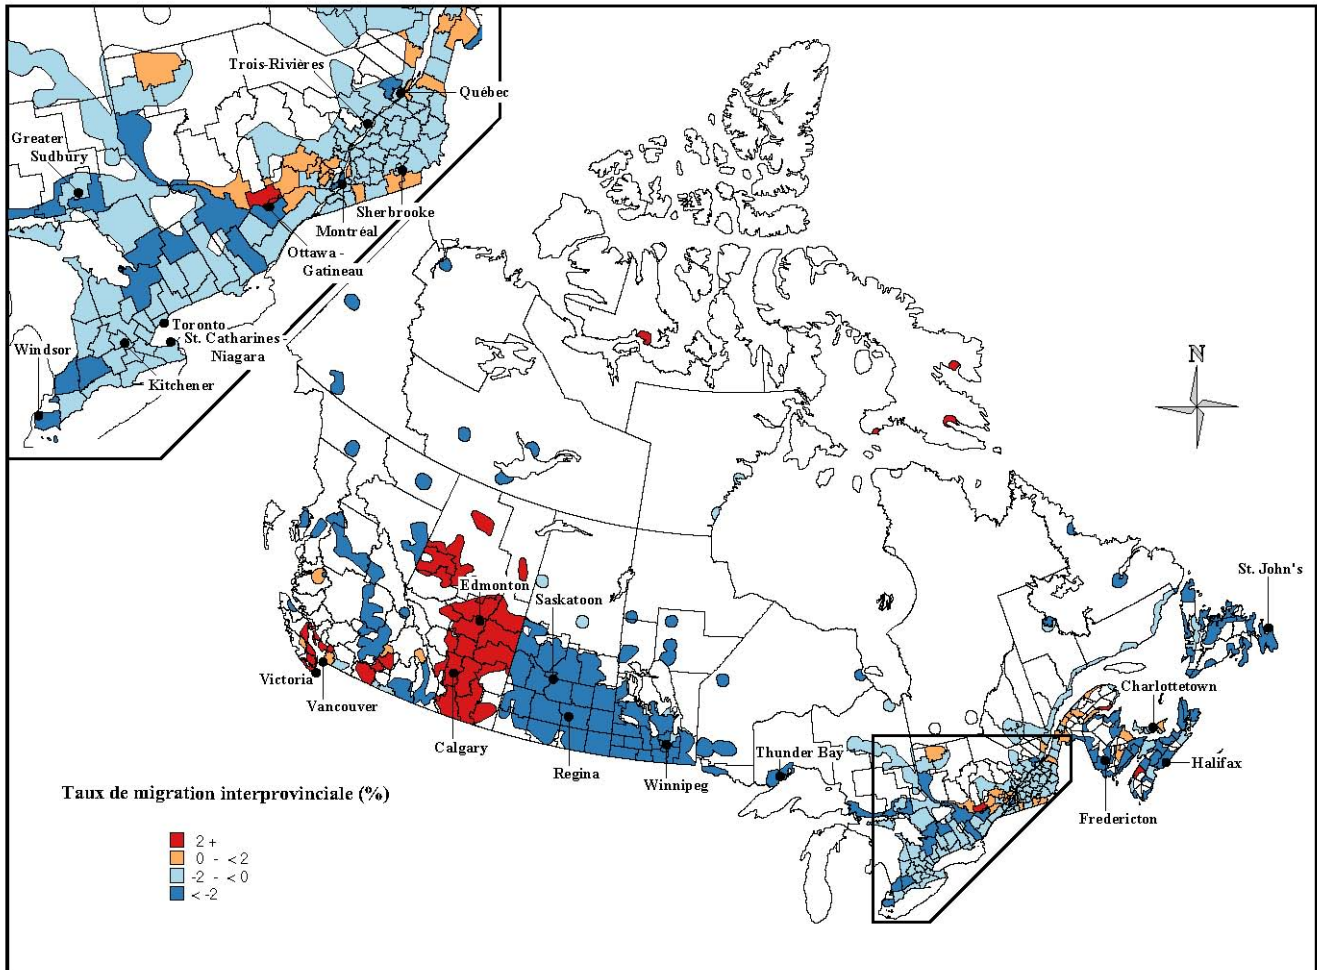 Trois-Rivières
Québec
Greater
Sudbury
Sherbrooke
Montréal
Ottawa -
Gatineau
Toronto
St. Catharines -
Niagara
Windsor
Kitchener
N
Edmonton
Saskatoon
St. John's
Victoria
Vancouver
Charlottetown
Calgary
Regina
Winnipeg
Thunder Bay
Halifax
Fredericton
Taux de migration interprovinciale (%)
2 +
0 - <2
-2 - <0
< -2